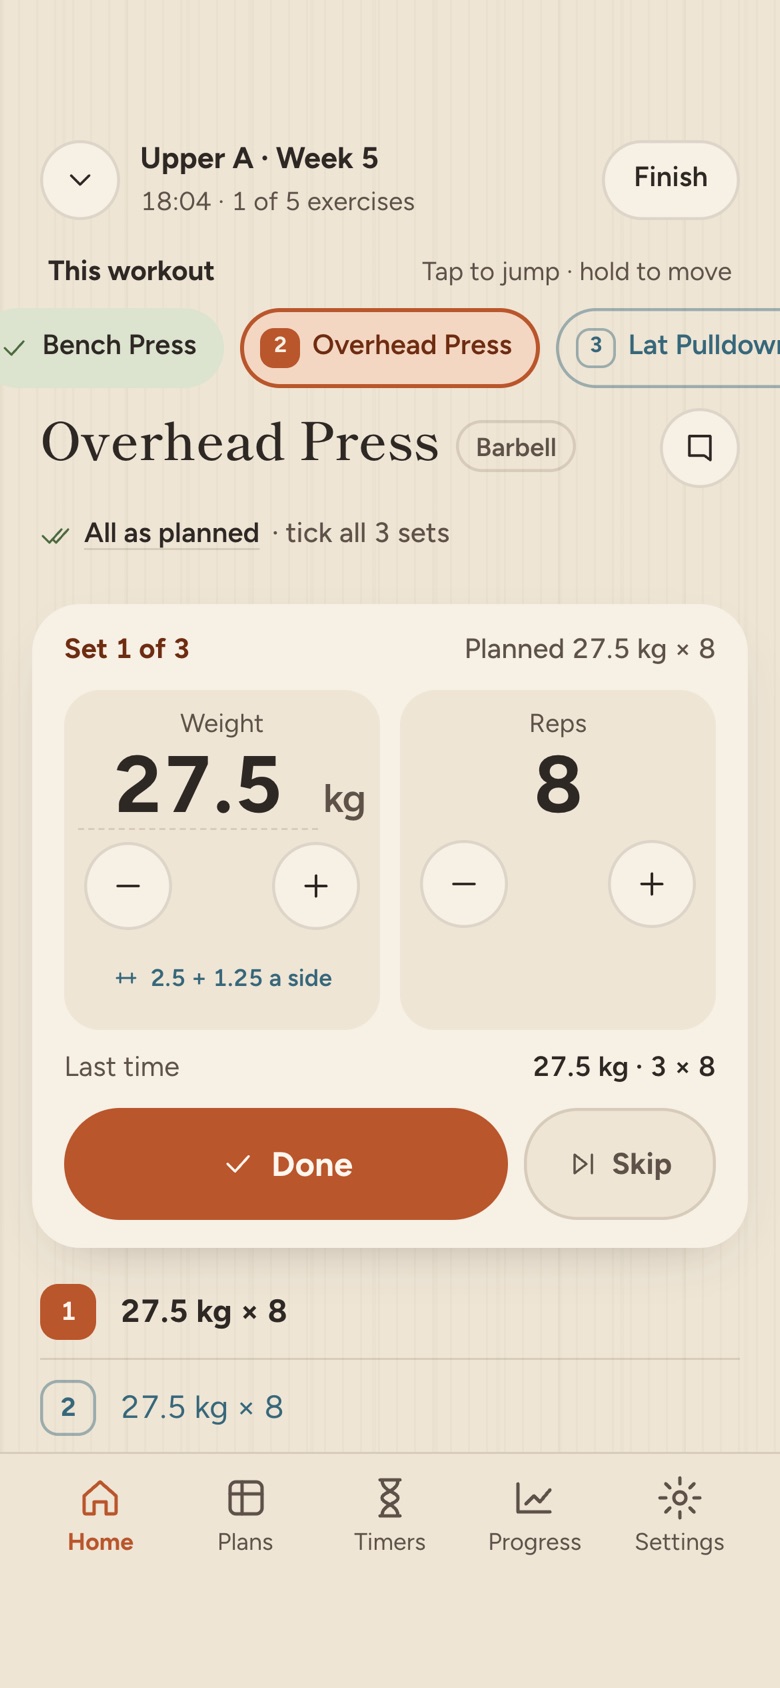 Upper A · Week 5
18:04 · 1 of 5 exercises
Finish
This workout
Tap to jump · hold to move
Bench Press
2 Overhead Press
3 Lat Pulldown
Overhead Press
Barbell
All as planned · tick all 3 sets
Set 1 of 3
Planned 27.5 kg × 8
Weight
27.5 kg
Reps
8
2.5 + 1.25 a side
Last time
27.5 kg · 3 × 8
Done
Skip
1 27.5 kg × 8
2 27.5 kg × 8
Home
Plans
Timers
Progress
Settings